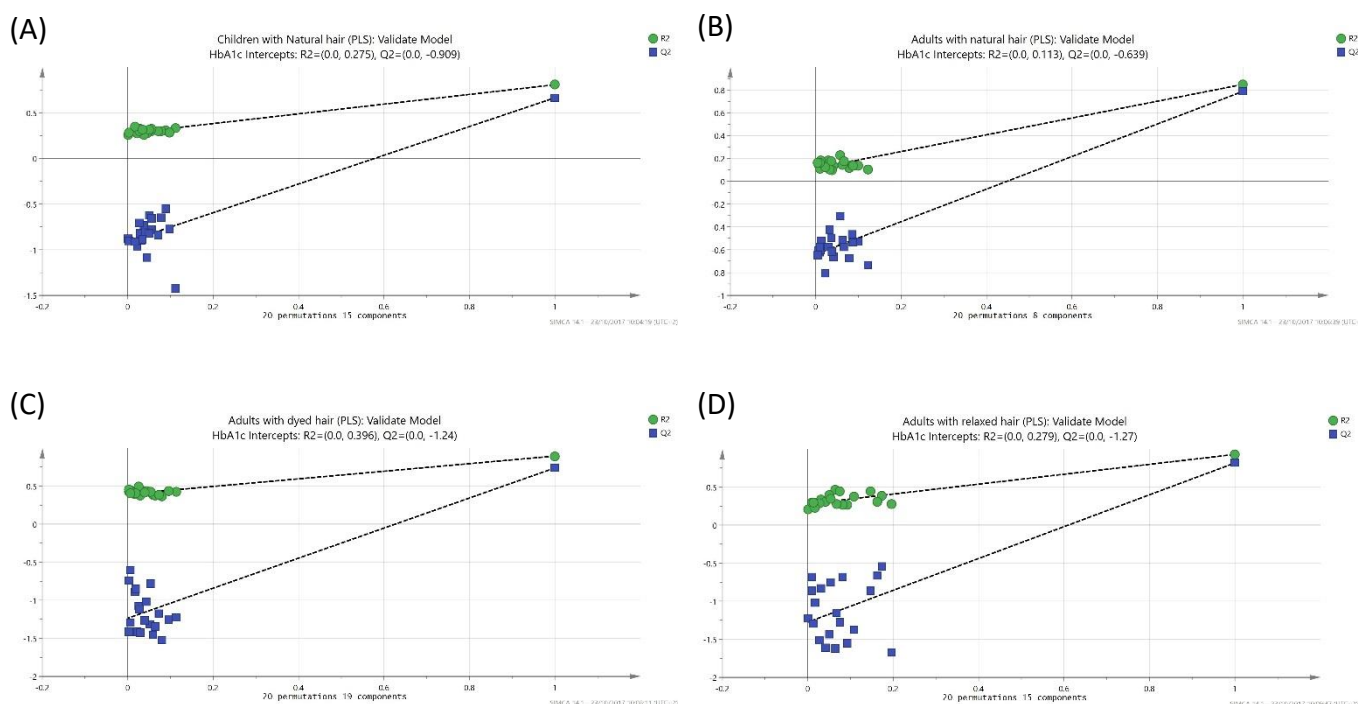 (A)
Children with Natural hair (PLS): Validate Model
HbA1c Intercepts: R2=(0.0, 0.275), Q2=(0.0, -0.909)
R2
Q2
0.5
0
-0.5
-1
-1.5
-0.2 0 0.2 0.4 0.6 0.8 1
20 permutations 15 components
(B)
Adults with natural hair (PLS): Validate Model
HbA1c Intercepts: R2=(0.0, 0.113), Q2=(0.0, -0.639)
R2
Q2
0.8
0.6
0.4
0.2
0
-0.2
-0.4
-0.6
0.8
-1
-0.2 0 0.2 0.4 0.6 0.8 1
20 permutations 8 components
(C)
Adults with dyed hair (PLS): Validate Model
HbA1c Intercepts: R2=(0.0, 0.396), Q2=(0.0, -1.24)
R2
Q2
0.5
0
-0.5
-1
-1.5
-2
-0.2 0 0.2 0.4 0.6 0.8 1
20 permutations 19 components
(D)
Adults with relaxed hair (PLS): Validate Model
HbA1c Intercepts: R2=(0.0, 0.279), Q2=(0.0, -1.27)
R2
Q2
0.5
0
-0.5
-1
-1.5
-2
-0.2 0 0.2 0.4 0.6 0.8 1
20 permutations 15 components